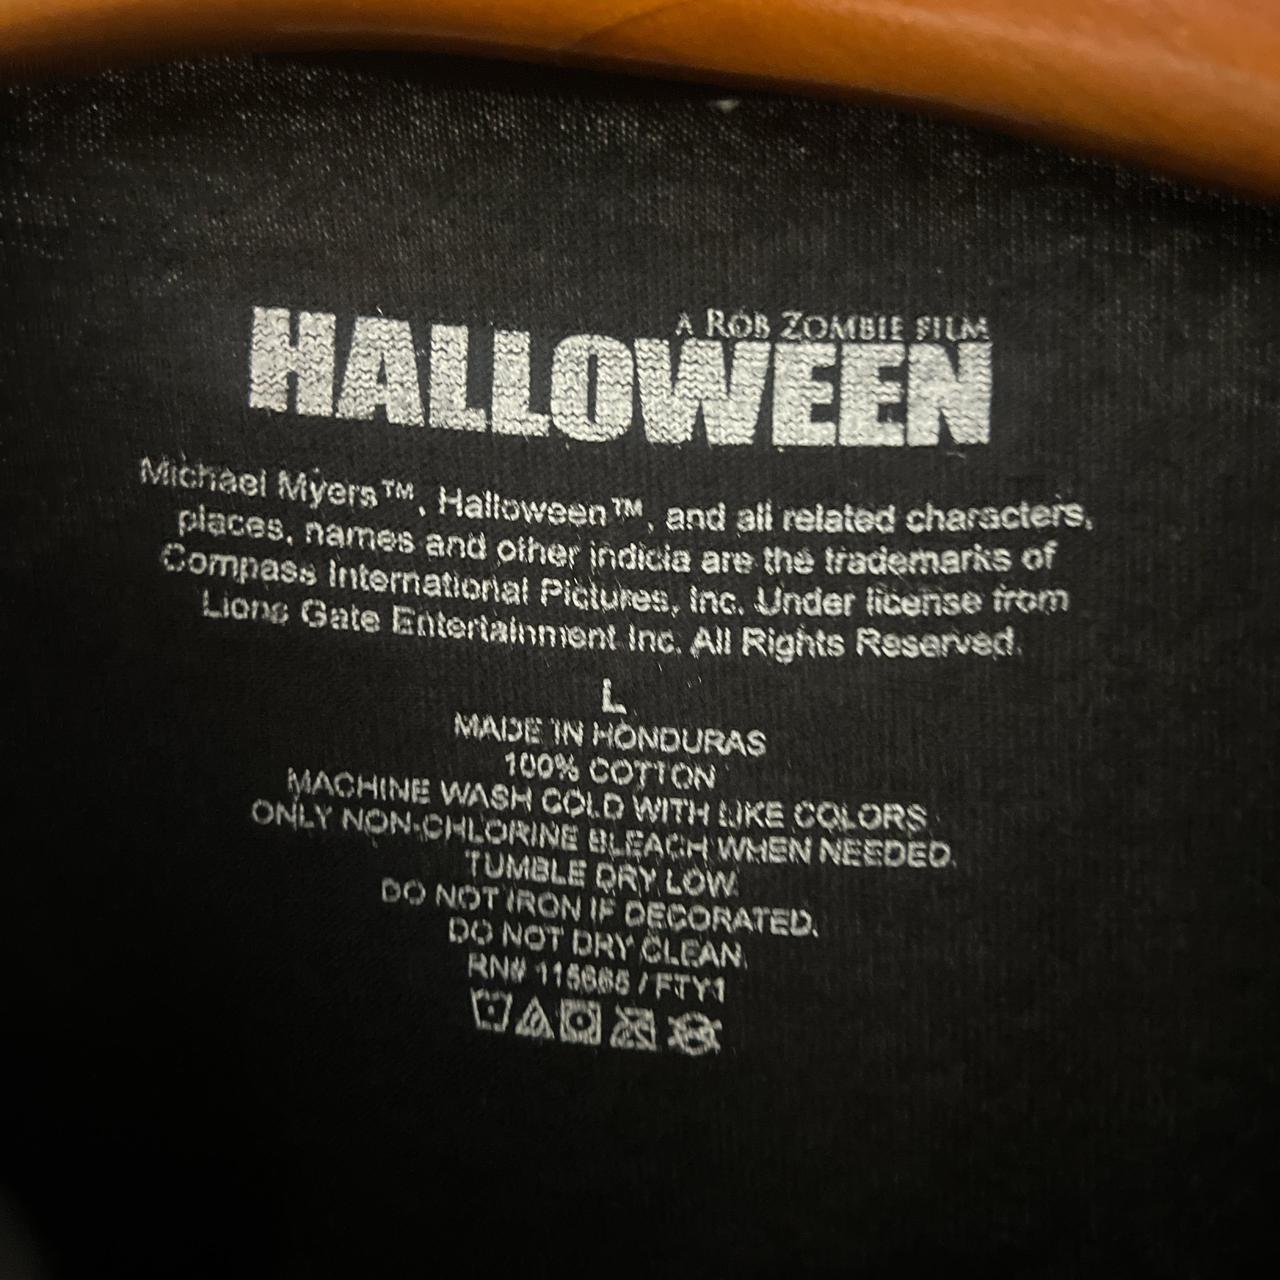 A ROB ZOMBIE FILM
HALLOWEEN
Michael Myers™, Halloween™, and all related characters,
places, names and other indicia are the trademarks of
Compass International Pictures, Inc. Under license from
Lions Gate Entertainment Inc. All Rights Reserved.
L
MADE IN HONDURAS
100% COTTON
MACHINE WASH COLD WITH LIKE COLORS.
ONLY NON-CHLORINE BLEACH WHEN NEEDED.
TUMBLE DRY LOW.
DO NOT IRON IF DECORATED.
DO NOT DRY CLEAN.
RN# 115665 / FTY1